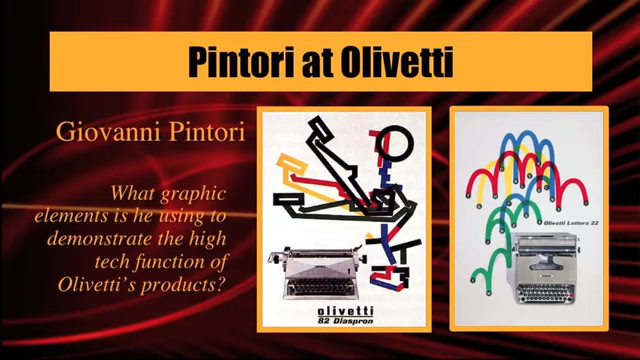 Pintori at Olivetti
Giovanni Pintori
What graphic
elements is he using to
demonstrate the high
tech function of
Olivetti's products?
olivetti
82 Diaspron
Olivetti Lettera 22